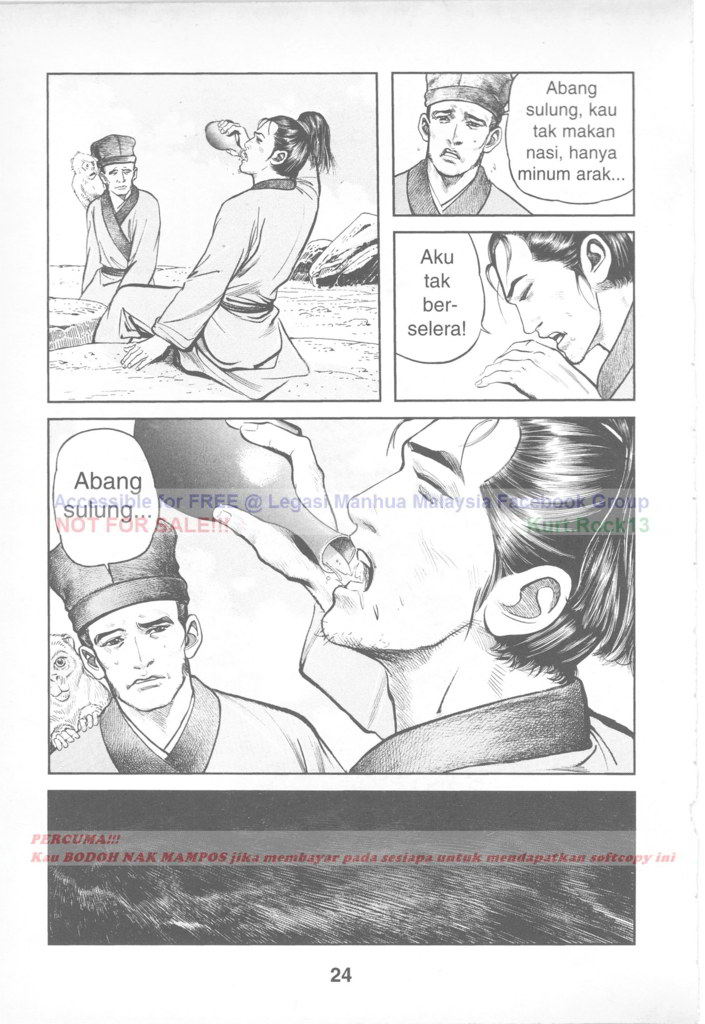 Abang
sulung, kau
tak makan
nasi, hanya
minum arak...
Aku
tak
ber-
selera!
Abang
sulung...
Accessible for FREE @ Legasi Manhua Malaysia Facebook Group
NOT FOR SALE!!! Kurt Rock13
PERCUMA!!!
Kau BODOH NAK MAMPOS jika membayar pada sesiapa untuk mendapatkan softcopy ini
24